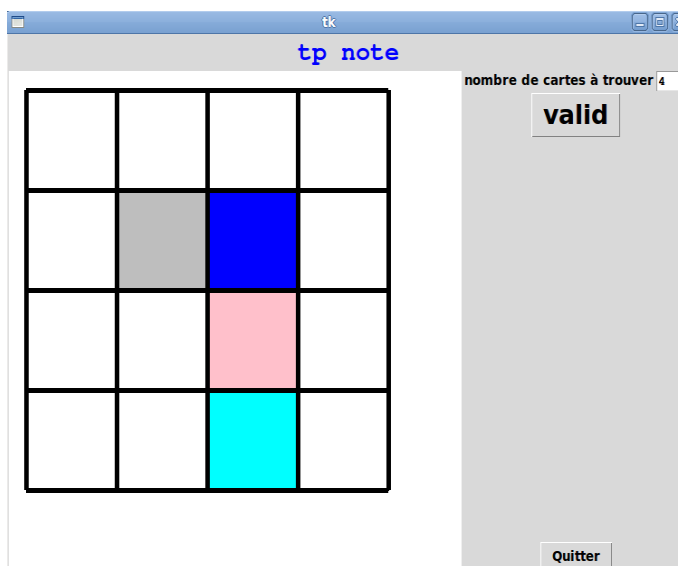 tk
tp note
nombre de cartes à trouver 4
valid
Quitter